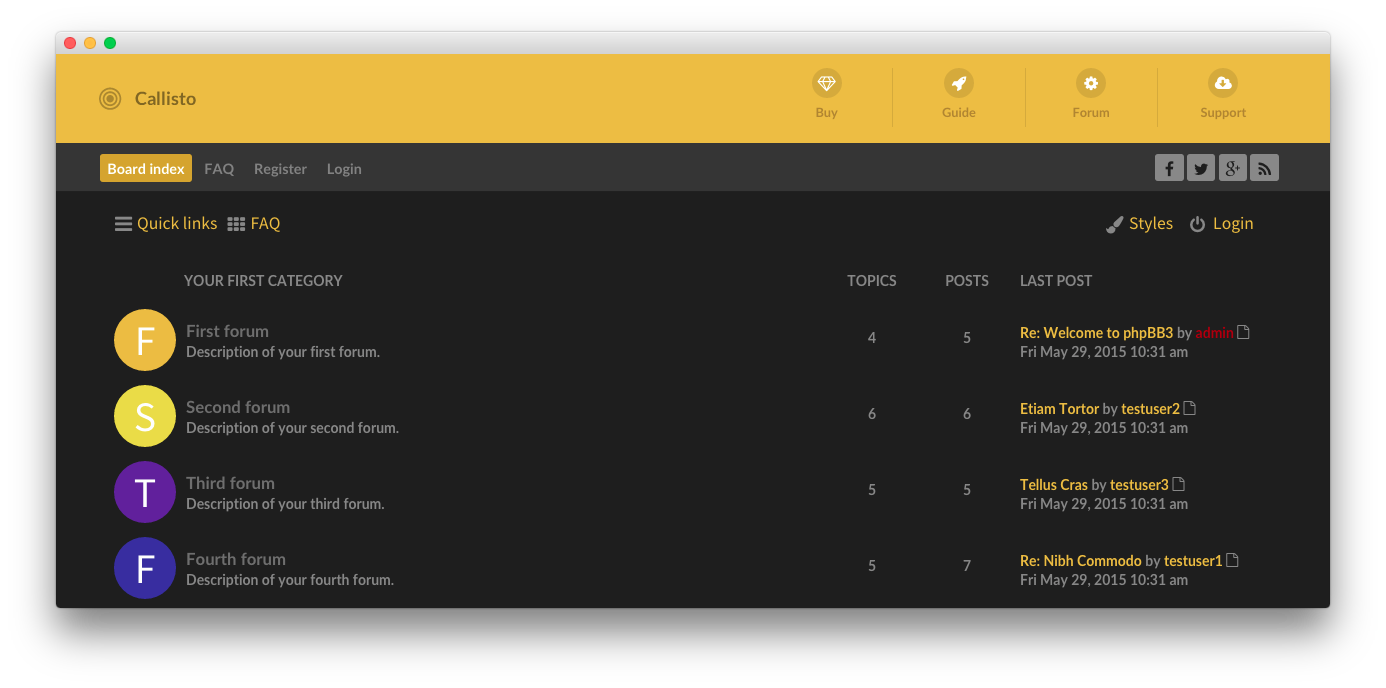 Callisto
Buy
Guide
Forum
Support
Board index FAQ Register Login
Quick links FAQ Styles Login
YOUR FIRST CATEGORY TOPICS POSTS LAST POST
F First forum 4 5 Re: Welcome to phpBB3 by admin
Description of your first forum. Fri May 29, 2015 10:31 am
S Second forum 6 6 Etiam Tortor by testuser2
Description of your second forum. Fri May 29, 2015 10:31 am
T Third forum 5 5 Tellus Cras by testuser3
Description of your third forum. Fri May 29, 2015 10:31 am
F Fourth forum 5 7 Re: Nibh Commodo by testuser1
Description of your fourth forum. Fri May 29, 2015 10:31 am